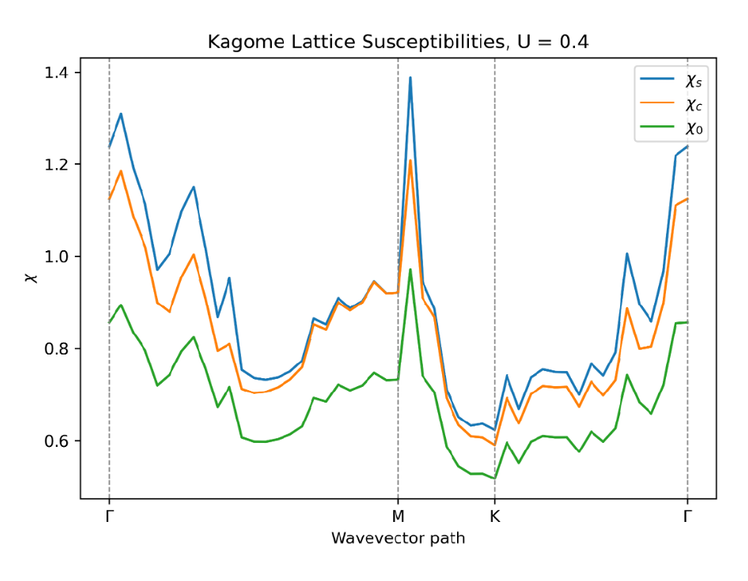 Kagome Lattice Susceptibilities, U = 0.4
χ
1.4
1.2
1.0
0.8
0.6
χₛ
χ_c
χ₀
Γ M K Γ
Wavevector path